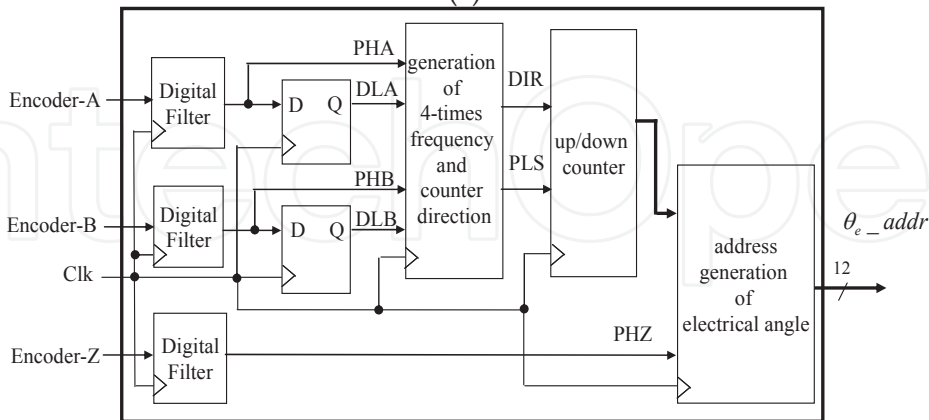 Encoder-A
Digital
Filter
PHA
D Q
DLA
generation
of
4-times
frequency
and
counter
direction
DIR
PLS
up/down
counter
Encoder-B
Digital
Filter
PHB
D Q
DLB
Clk
Encoder-Z
Digital
Filter
PHZ
address
generation
of
electrical angle
θe _ addr
12
ntechOpe